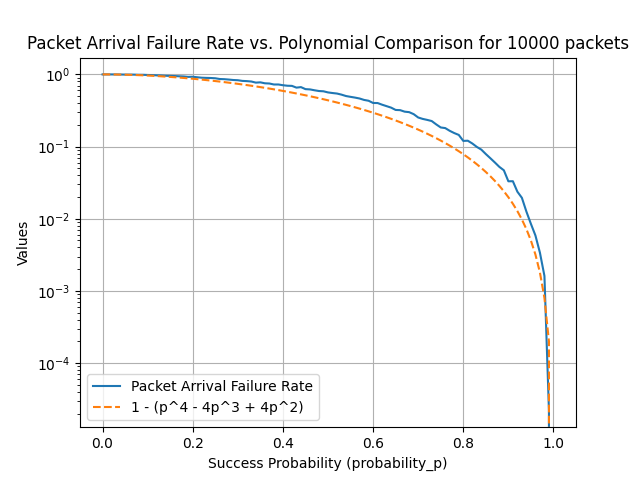 Packet Arrival Failure Rate vs. Polynomial Comparison for 10000 packets
Values
10^0
10^-1
10^-2
10^-3
10^-4
Packet Arrival Failure Rate
1 - (p^4 - 4p^3 + 4p^2)
0.0 0.2 0.4 0.6 0.8 1.0
Success Probability (probability_p)